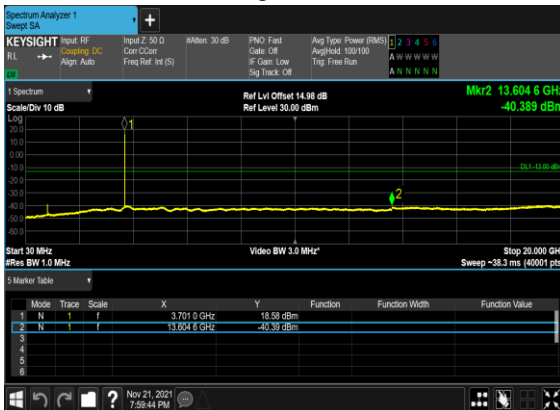 Spectrum Analyzer 1
Swept SA
KEYSIGHT Input: RF Input Z: 50 Ω #Atten: 30 dB PNO: Fast Avg Type: Power (RMS) 1 2 3 4 5 6
RL Coupling: DC Corr CCorr Gate: Off Avg|Hold: 100/100 A W W W W W
Align: Auto Freq Ref: Int (S) IF Gain: Low Trig: Free Run
Sig Track: Off A N N N N N
1 Spectrum Ref Lvl Offset 14.98 dB Mkr2 13.604 6 GHz
Scale/Div 10 dB Ref Level 30.00 dBm -40.389 dBm
Log
20.0
10.0
0.00
-10.0
-20.0
-30.0
-40.0
-50.0
-60.0
1
DL1 -13.00 dBm
2
Start 30 MHz Video BW 3.0 MHz* Stop 20.000 GH
#Res BW 1.0 MHz Sweep ~38.3 ms (40001 pts
5 Marker Table
Mode Trace Scale X Y Function Function Width Function Value
1 N 1 f 3.701 0 GHz 18.58 dBm
2 N 1 f 13.604 6 GHz -40.39 dBm
3
4
5
6
? Nov 21, 2021
7:59:44 PM